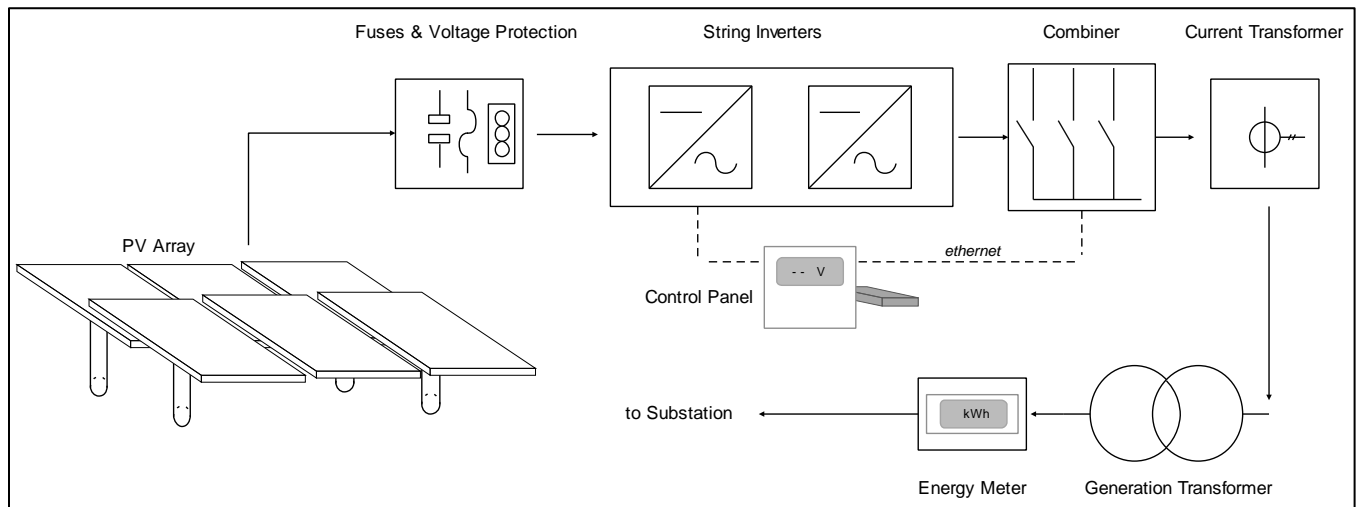 Fuses & Voltage Protection
String Inverters
Combiner
Current Transformer
PV Array
ethernet
-- V
Control Panel
to Substation
kWh
Energy Meter
Generation Transformer